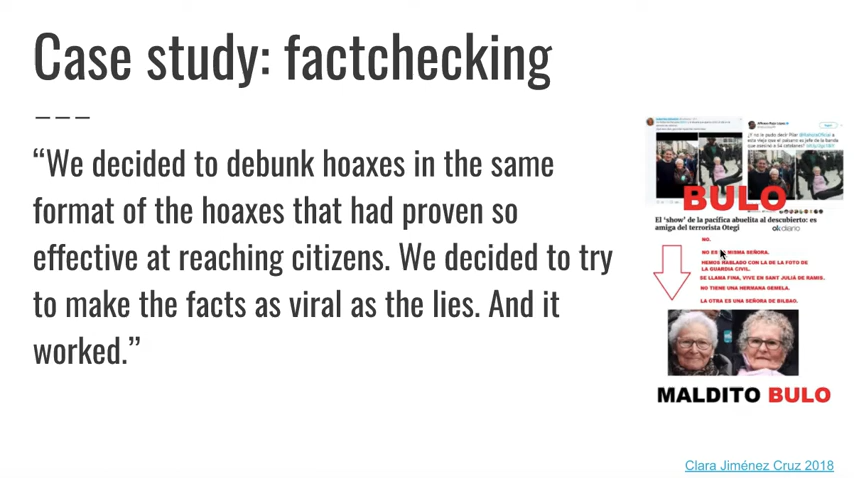 Case study: factchecking
“We decided to debunk hoaxes in the same
format of the hoaxes that had proven so
effective at reaching citizens. We decided to try
to make the facts as viral as the lies. And it
worked.”
BULO
El 'show' de la pacífica abuelita al descubierto: es
amiga del terrorista Otegi
okdiario
NO.
NO ES MISMA SEÑORA.
HEMOS HABLADO CON LA DE LA FOTO DE
LA GUARDIA CIVIL.
SE LLAMA FINA, VIVE EN SANT JULIÀ DE RAMIS.
NO TIENE UNA HERMANA GEMELA.
LA OTRA ES UNA SEÑORA DE BILBAO.
MALDITO BULO
Clara Jiménez Cruz 2018